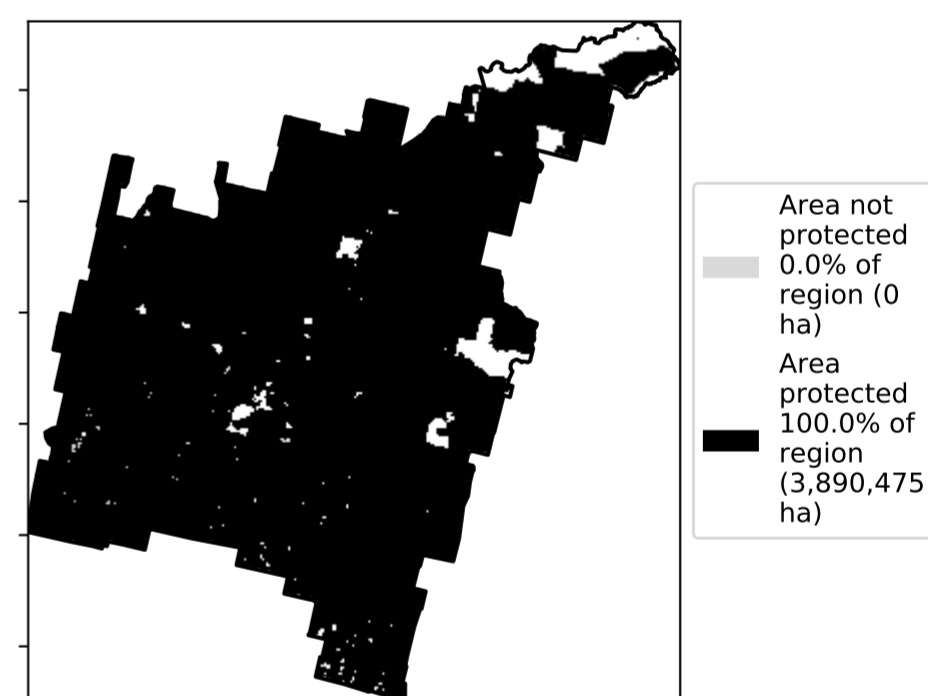 Area not
protected
0.0% of
region (0
ha)
Area
protected
100.0% of
region
(3,890,475
ha)